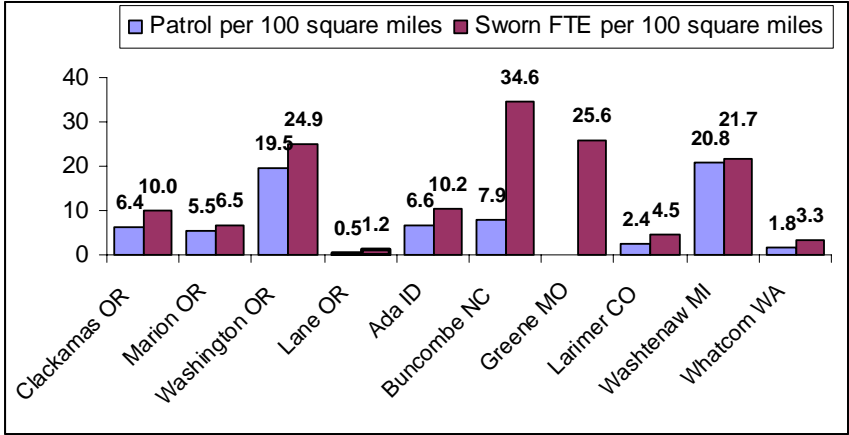 Patrol per 100 square miles Sworn FTE per 100 square miles
40
30
20
10
0
6.4 10.0 5.5 6.5 19.5 24.9 0.5 1.2 6.6 10.2 7.9 34.6 25.6 2.4 4.5 20.8 21.7 1.8 3.3
Clackamas OR
Marion OR
Washington OR
Lane OR
Ada ID
Buncombe NC
Greene MO
Larimer CO
Washtenaw MI
Whatcom WA